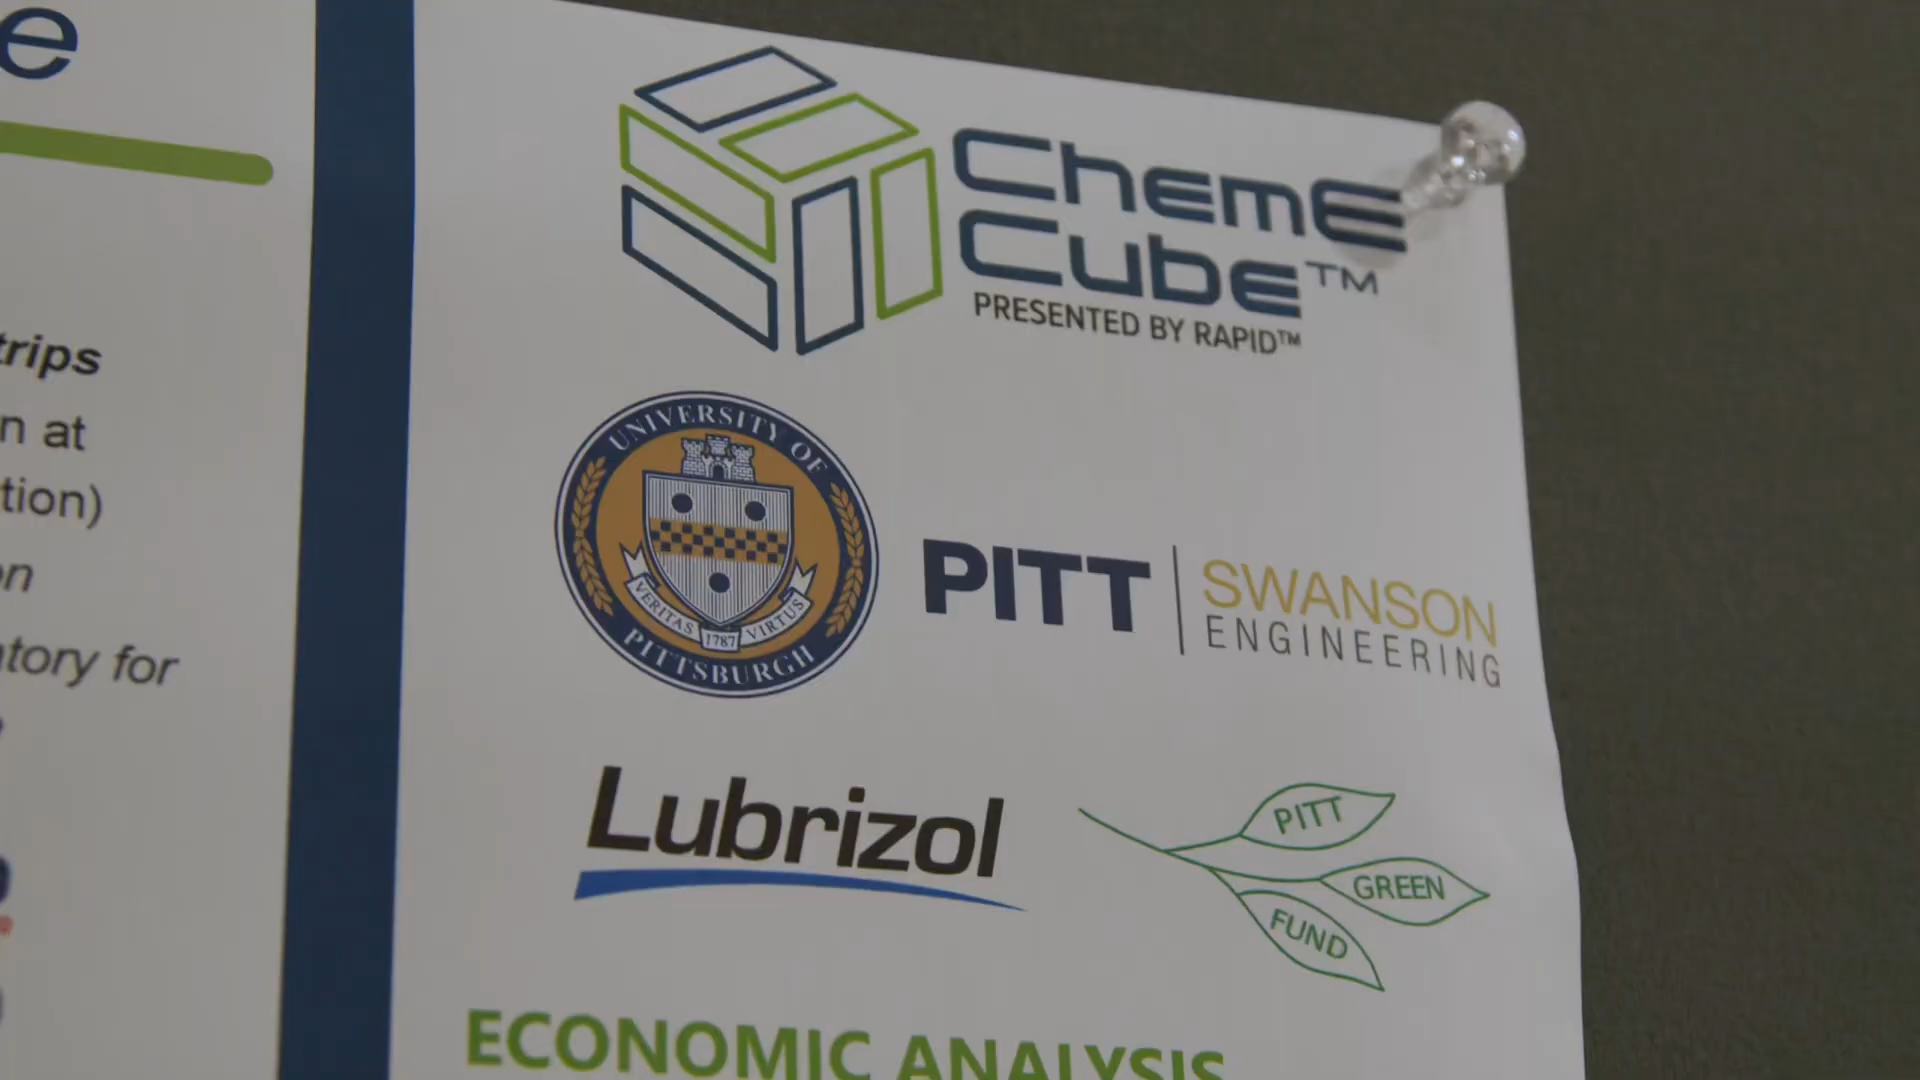 e
trips
n at
tion)
on
tory for
ChemE
Cube™
PRESENTED BY RAPID™
UNIVERSITY OF
PITTSBURGH
VERITAS 1787 VIRTUS
PITT
SWANSON
ENGINEERING
Lubrizol
PITT
GREEN
FUND
ECONOMIC ANALYSIS